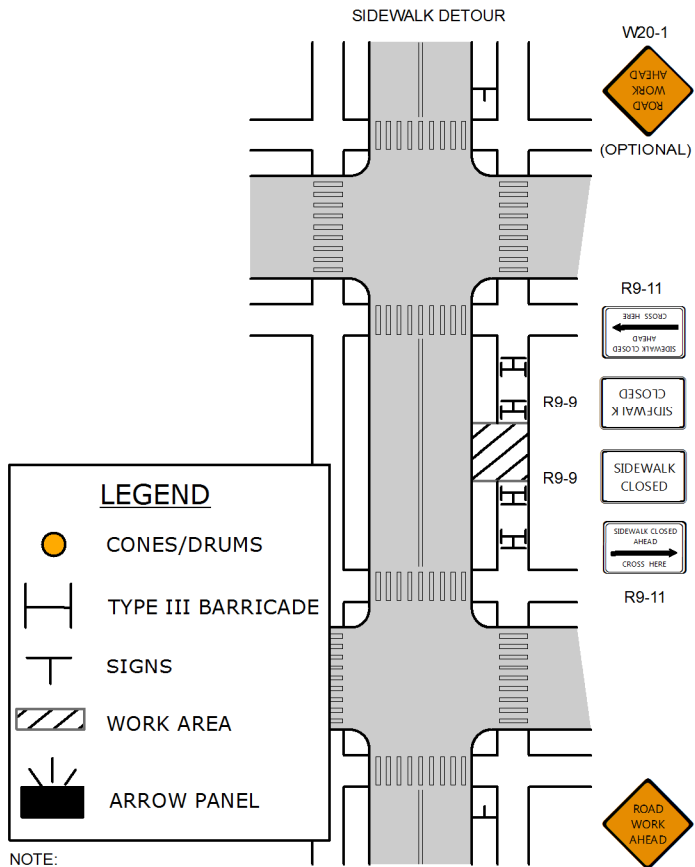 SIDEWALK DETOUR
W20-1
ROAD
WORK
AHEAD
(OPTIONAL)
R9-11
SIDEWALK CLOSED
AHEAD
CROSS HERE
R9-9
SIDEWALK
CLOSED
R9-9
SIDEWALK
CLOSED
SIDEWALK CLOSED
AHEAD
CROSS HERE
R9-11
LEGEND
CONES/DRUMS
TYPE III BARRICADE
SIGNS
WORK AREA
ARROW PANEL
ROAD
WORK
AHEAD
NOTE: